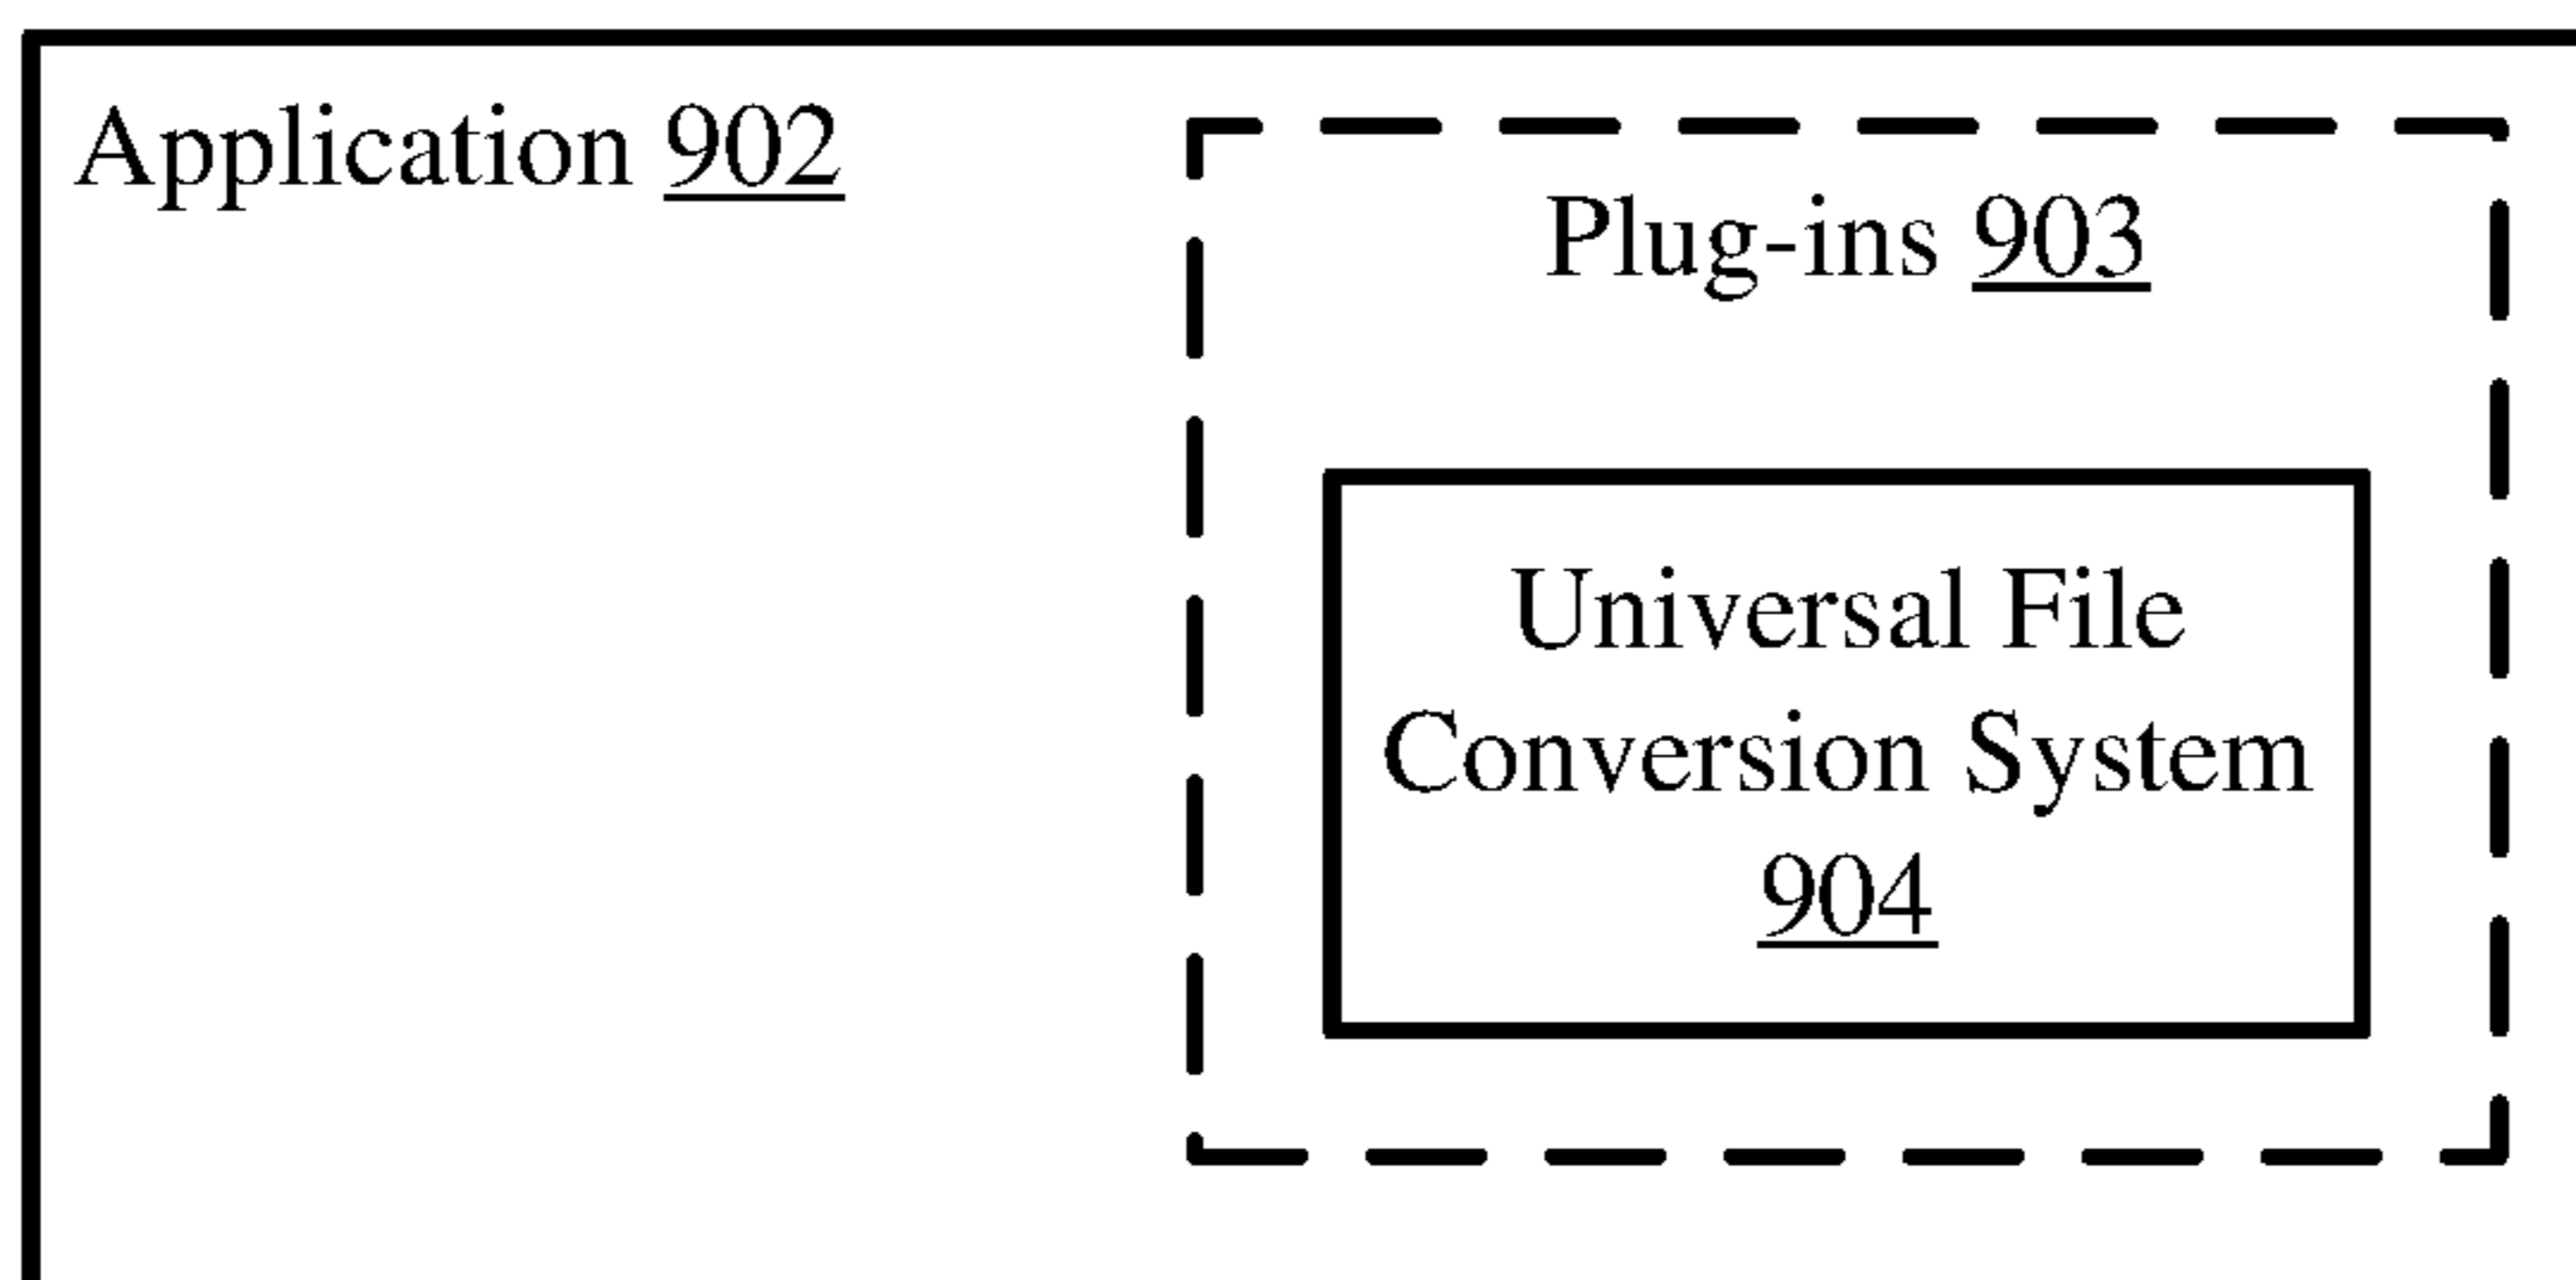 Application 902
Plug-ins 903
Universal File
Conversion System
904